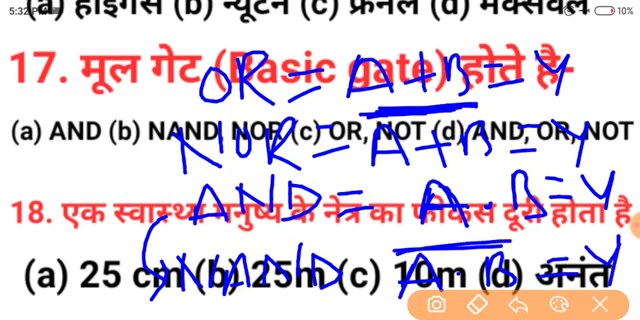 5:32 10%
(a) हाइगेंस (b) न्यूटन (c) फ्रेनेल (d) मैक्सवेल
17. मूल गेट (Basic gate) होते है-
OR = A+B = Y
(a) AND (b) NAND, NOR (c) OR, NOT (d) AND, OR, NOT
NOR = A+B = Y
AND = A . B = Y
18. एक स्वास्थ्य मनुष्य के नेत्र का फोकस दूरी होता है
NAND A . B = Y
(a) 25 cm (b) 25m (c) 10m (d) अनंत